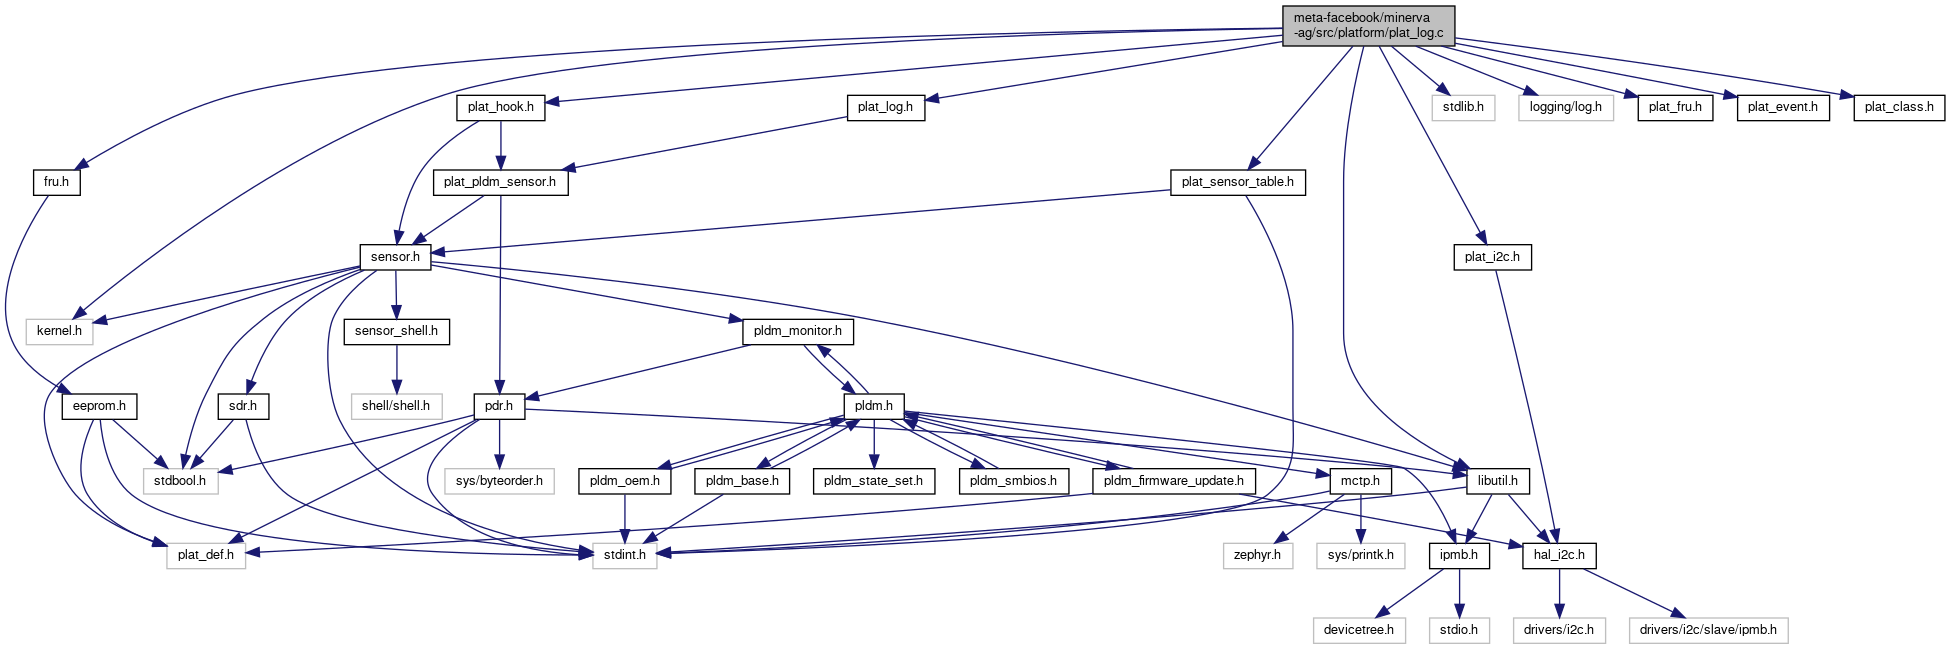 meta-facebook/minerva
-ag/src/platform/plat_log.c
plat_hook.h
plat_log.h
stdlib.h
logging/log.h
plat_fru.h
plat_event.h
plat_class.h
fru.h
plat_pldm_sensor.h
plat_sensor_table.h
sensor.h
plat_i2c.h
kernel.h
sensor_shell.h
pldm_monitor.h
eeprom.h
sdr.h
shell/shell.h
pdr.h
pldm.h
stdbool.h
sys/byteorder.h
pldm_oem.h
pldm_base.h
pldm_state_set.h
pldm_smbios.h
pldm_firmware_update.h
mctp.h
libutil.h
plat_def.h
stdint.h
zephyr.h
sys/printk.h
ipmb.h
hal_i2c.h
devicetree.h
stdio.h
drivers/i2c.h
drivers/i2c/slave/ipmb.h